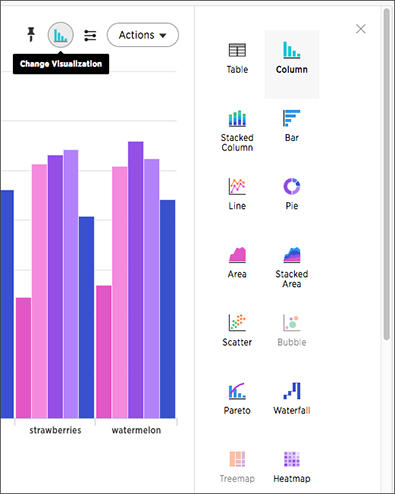 Actions
Change Visualization
strawberries
watermelon
Table
Column
Stacked
Column
Bar
Line
Pie
Area
Stacked
Area
Scatter
Bubble
Pareto
Waterfall
Treemap
Heatmap